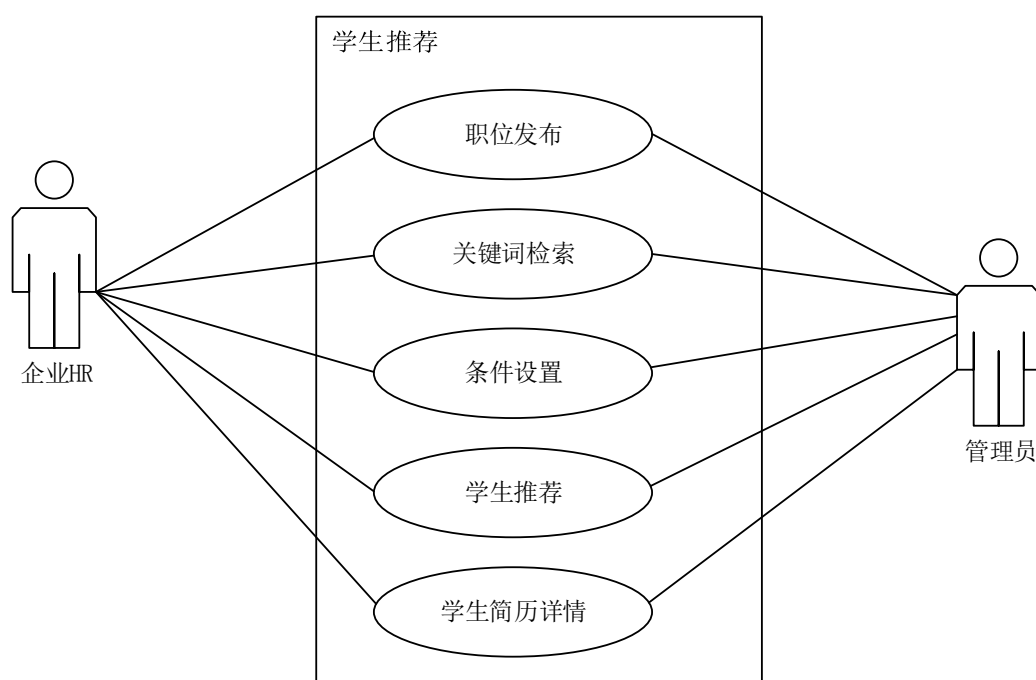 学生推荐
职位发布
关键词检索
条件设置
学生推荐
学生简历详情
企业HR
管理员